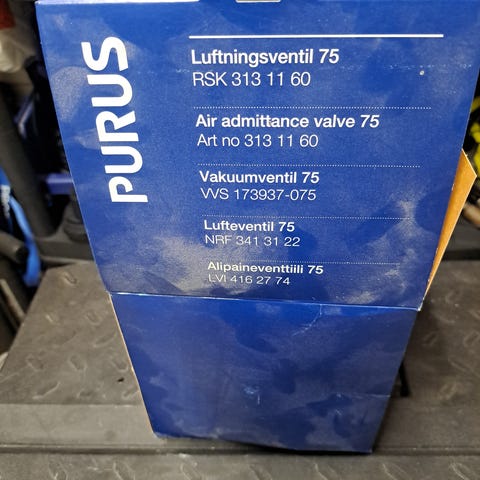 PURUS
Luftningsventil 75
RSK 313 11 60
Air admittance valve 75
Art no 313 11 60
Vakuumventil 75
VVS 173937-075
Lufteventil 75
NRF 341 31 22
Alipaineventtiili 75
LVI 416 27 74